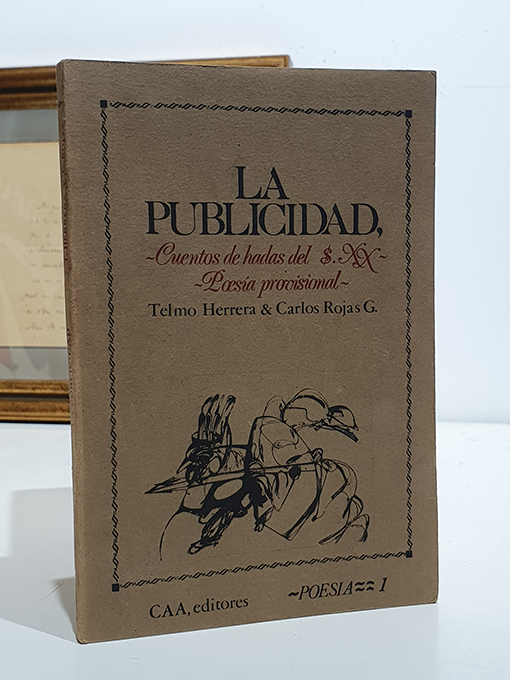 LA
PUBLICIDAD,
~Cuentos de hadas del $.XX~
~Poesía provisional~
Telmo Herrera & Carlos Rojas G.
CAA, editores
~POESIA≈≈ 1